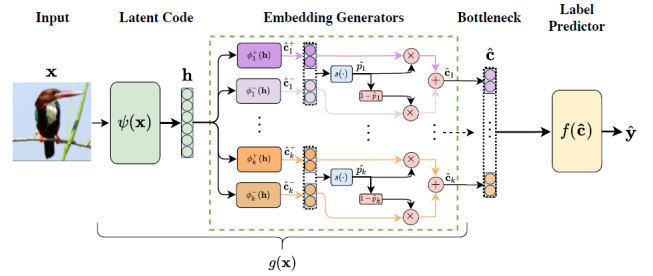 Input
Latent Code
Embedding Generators
Bottleneck
Label
Predictor
x
ψ(x)
h
ϕ₁⁺(h)
ĉ₁⁺
ϕ₁⁻(h)
ĉ₁⁻
s(·)
p̂₁
1-p̂₁
×
×
+
ĉ₁
⋮
⋮
⋮
ϕₖ⁺(h)
ĉₖ⁺
ϕₖ⁻(h)
ĉₖ⁻
s(·)
p̂ₖ
1-p̂ₖ
×
×
+
ĉₖ
ĉ
⋮
f(ĉ)
ŷ
g(x)